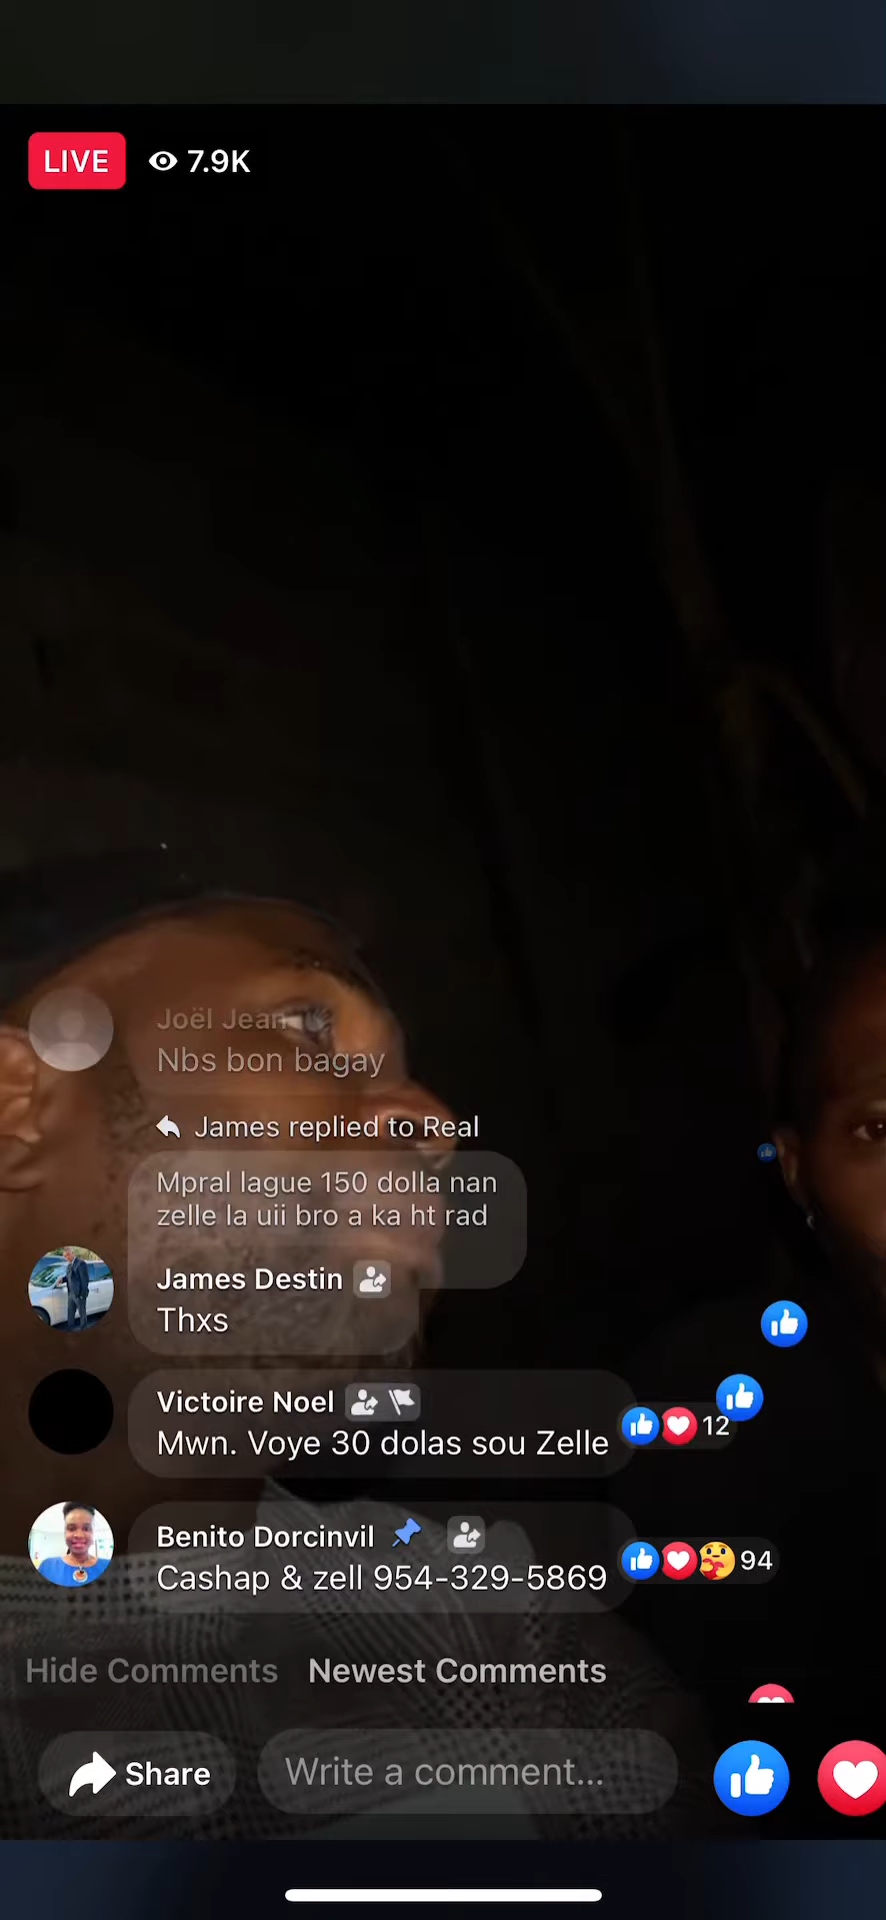 LIVE 7.9K
Joël Jean
Nbs bon bagay
James replied to Real
Mpral lague 150 dolla nan
zelle la uii bro a ka ht rad
James Destin
Thxs
Victoire Noel
Mwn. Voye 30 dolas sou Zelle 12
Benito Dorcinvil
Cashap & zell 954-329-5869 94
Hide Comments Newest Comments
Share Write a comment...